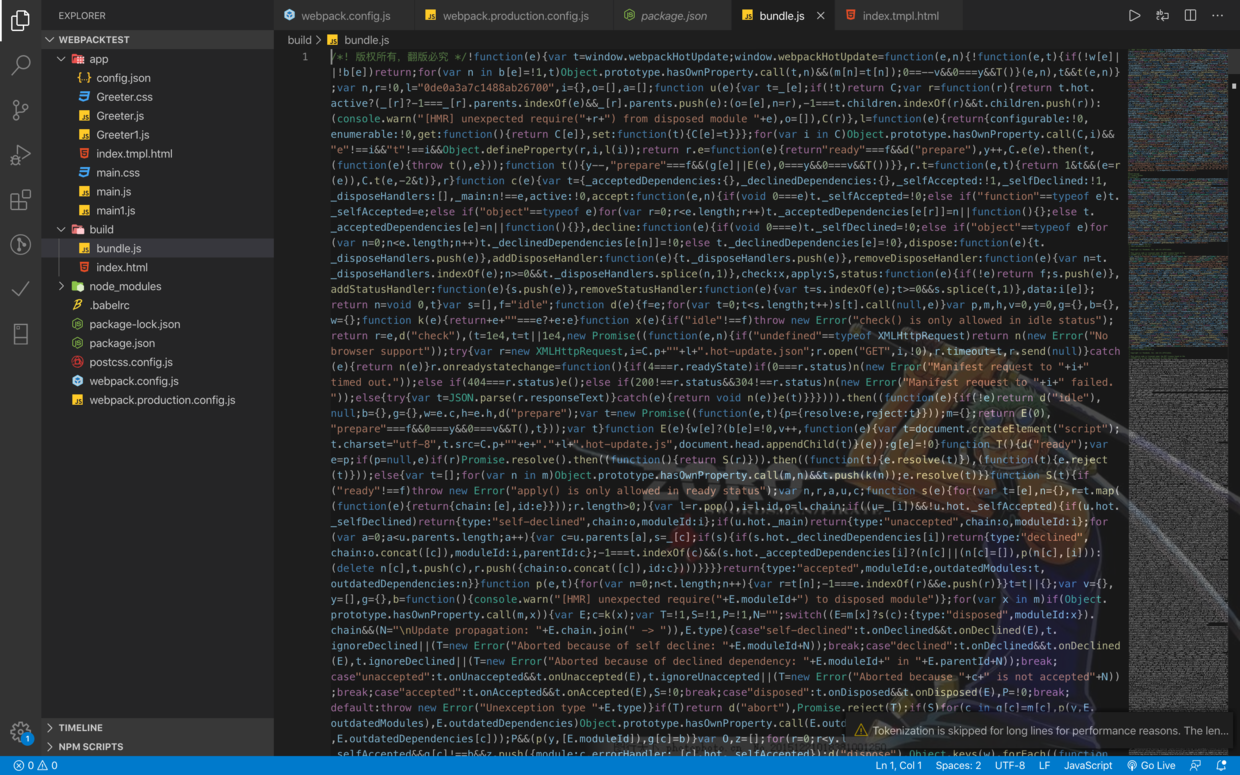 EXPLORER
WEBPACKTEST
app
config.json
Greeter.css
Greeter.js
Greeter1.js
index.tmpl.html
main.css
main.js
main1.js
build
bundle.js
index.html
node_modules
.babelrc
package-lock.json
package.json
postcss.config.js
webpack.config.js
webpack.production.config.js
TIMELINE
NPM SCRIPTS
webpack.config.js
webpack.production.config.js
package.json
bundle.js
index.tmpl.html
build > bundle.js
1
/*! 版权所有，翻版必究 */!function(e){var t=window.webpackHotUpdate;window.webpackHotUpdate=function(e,n){!function(e,t){if(!w[e]|
|!b[e])return;for(var n in b[e]=!1,t)Object.prototype.hasOwnProperty.call(t,n)&&(m[n]=t[n]);0==--v&&0===y&&T()}(e,n),t&&t(e,n)}
;var n,r=!0,l="0de0a3a7c1488ab26700",i={},o=[],a=[];function u(e){var t=_[e];if(!t)return C;var r=function(r){return t.hot.
active?(_[r]?-1===_[r].parents.indexOf(e)&&_[r].parents.push(e):(o=[e],n=r),-1===t.children.indexOf(r)&&t.children.push(r)):
(console.warn("[HMR] unexpected require("+r+") from disposed module "+e),o=[]),C(r)},l=function(e){return{configurable:!0,
enumerable:!0,get:function(){return C[e]},set:function(t){C[e]=t}}};for(var i in C)Object.prototype.hasOwnProperty.call(C,i)&&
"e"!==i&&"t"!==i&&Object.defineProperty(r,i,l(i));return r.e=function(e){return"ready"===f&&d("prepare"),y++,C.e(e).then(t,
(function(e){throw t(),e}));function t(){y--,"prepare"===f&&(g[e]||E(e),0===y&&0===v&&T())}},r.t=function(e,t){return 1&t&&(e=r
(e)),C.t(e,-2&t)},r}function c(e){var t={_acceptedDependencies:{},_declinedDependencies:{},_selfAccepted:!1,_selfDeclined:!1,
_disposeHandlers:[],_main:n!==e,active:!0,accept:function(e,n){if(void 0===e)t._selfAccepted=!0;else if("function"==typeof e)t.
_selfAccepted=e;else if("object"==typeof e)for(var r=0;r<e.length;r++)t._acceptedDependencies[e[r]]=n||function(){};else t.
_acceptedDependencies[e]=n||function(){}},decline:function(e){if(void 0===e)t._selfDeclined=!0;else if("object"==typeof e)for
(var n=0;n<e.length;n++)t._declinedDependencies[e[n]]=!0;else t._declinedDependencies[e]=!0},dispose:function(e){t.
_disposeHandlers.push(e)},addDisposeHandler:function(e){t._disposeHandlers.push(e)},removeDisposeHandler:function(e){var n=t.
_disposeHandlers.indexOf(e);n>=0&&t._disposeHandlers.splice(n,1)},check:x,apply:S,status:function(e){if(!e)return f;s.push(e)},
addStatusHandler:function(e){s.push(e)},removeStatusHandler:function(e){var t=s.indexOf(e);t>=0&&s.splice(t,1)},data:i[e]};
return n=void 0,t}var s=[],f="idle";function d(e){f=e;for(var t=0;t<s.length;t++)s[t].call(null,e)}var p,m,h,v=0,y=0,g={},b={},
w={};function k(e){return+e+""===e?+e:e}function x(e){if("idle"!==f)throw new Error("check() is only allowed in idle status");
return r=e,d("check"),(t=1e4,t=t||1e4,new Promise((function(e,n){if("undefined"==typeof XMLHttpRequest)return n(new Error("No
browser support"));try{var r=new XMLHttpRequest,i=C.p+""+l+".hot-update.json";r.open("GET",i,!0),r.timeout=t,r.send(null)}catch
(e){return n(e)}r.onreadystatechange=function(){if(4===r.readyState)if(0===r.status)n(new Error("Manifest request to "+i+"
timed out."));else if(404===r.status)e();else if(200!==r.status&&304!==r.status)n(new Error("Manifest request to "+i+" failed.
"));else{try{var t=JSON.parse(r.responseText)}catch(e){return void n(e)}e(t)}}}))).then((function(e){if(!e)return d("idle"),
null;b={},g={},w=e.c,h=e.h,d("prepare");var t=new Promise((function(e,t){p={resolve:e,reject:t}}));m={};return E(0),
"prepare"===f&&0===y&&0===v&&T(),t}));var t}function E(e){w[e]?(b[e]=!0,v++,function(e){var t=document.createElement("script");
t.charset="utf-8",t.src=C.p+""+e+"."+l+".hot-update.js",document.head.appendChild(t)}(e)):g[e]=!0}function T(){d("ready");var
e=p;if(p=null,e)if(r)Promise.resolve().then((function(){return S(r)})).then((function(t){e.resolve(t)}),(function(t){e.reject
(t)}));else{var t=[];for(var n in m)Object.prototype.hasOwnProperty.call(m,n)&&t.push(k(n));e.resolve(t)}}function S(t){if
("ready"!==f)throw new Error("apply() is only allowed in ready status");var n,r,a,u,c;function s(e){for(var t=[e],n={},r=t.map(
(function(e){return{chain:[e],id:e}}));r.length>0;){var l=r.pop(),i=l.id,o=l.chain;if((u=_[i])&&!u.hot._selfAccepted){if(u.hot.
_selfDeclined)return{type:"self-declined",chain:o,moduleId:i};if(u.hot._main)return{type:"unaccepted",chain:o,moduleId:i};for
(var a=0;a<u.parents.length;a++){var c=u.parents[a],s=_[c];if(s){if(s.hot._declinedDependencies[i])return{type:"declined",
chain:o.concat([c]),moduleId:i,parentId:c};-1===t.indexOf(c)&&(s.hot._acceptedDependencies[i]?(n[c]||(n[c]=[]),p(n[c],[i])):
(delete n[c],t.push(c),r.push({chain:o.concat([c]),id:c})))}}}}return{type:"accepted",moduleId:e,outdatedModules:t,
outdatedDependencies:n}}function p(e,t){for(var n=0;n<t.length;n++){var r=t[n];-1===e.indexOf(r)&&e.push(r)}}t=t||{};var v={},
y=[],g={},b=function(){console.warn("[HMR] unexpected require("+E.moduleId+") to disposed module")};for(var x in m)if(Object.
prototype.hasOwnProperty.call(m,x)){var E;c=k(x);var T=!1,S=!1,P=!1,N="";switch((E=m[x]?s(c):{type:"disposed",moduleId:x}).
chain&&(N="\nUpdate propagation: "+E.chain.join(" -> ")),E.type){case"self-declined":t.onDeclined&&t.onDeclined(E),t.
ignoreDeclined||(T=new Error("Aborted because of self decline: "+E.moduleId+N));break;case"declined":t.onDeclined&&t.onDeclined
(E),t.ignoreDeclined||(T=new Error("Aborted because of declined dependency: "+E.moduleId+" in "+E.parentId+N));break;
case"unaccepted":t.onUnaccepted&&t.onUnaccepted(E),t.ignoreUnaccepted||(T=new Error("Aborted because "+c+" is not accepted"+N))
;break;case"accepted":t.onAccepted&&t.onAccepted(E),S=!0;break;case"disposed":t.onDisposed&&t.onDisposed(E),P=!0;break;
default:throw new Error("Unexception type "+E.type)}if(T)return d("abort"),Promise.reject(T);if(S)for(c in g[c]=m[c],p(y,E.
outdatedModules),E.outdatedDependencies)Object.prototype.hasOwnProperty.call(E.outd
,E.outdatedDependencies[c]));P&&(p(y,[E.moduleId]),g[c]=b)}var O,z=[];for(r=0;r<y.l
ZORO
Tokenization is skipped for long lines for performance reasons. The len...
0 0
1
Ln 1, Col 1
Spaces: 2
UTF-8
LF
JavaScript
Go Live